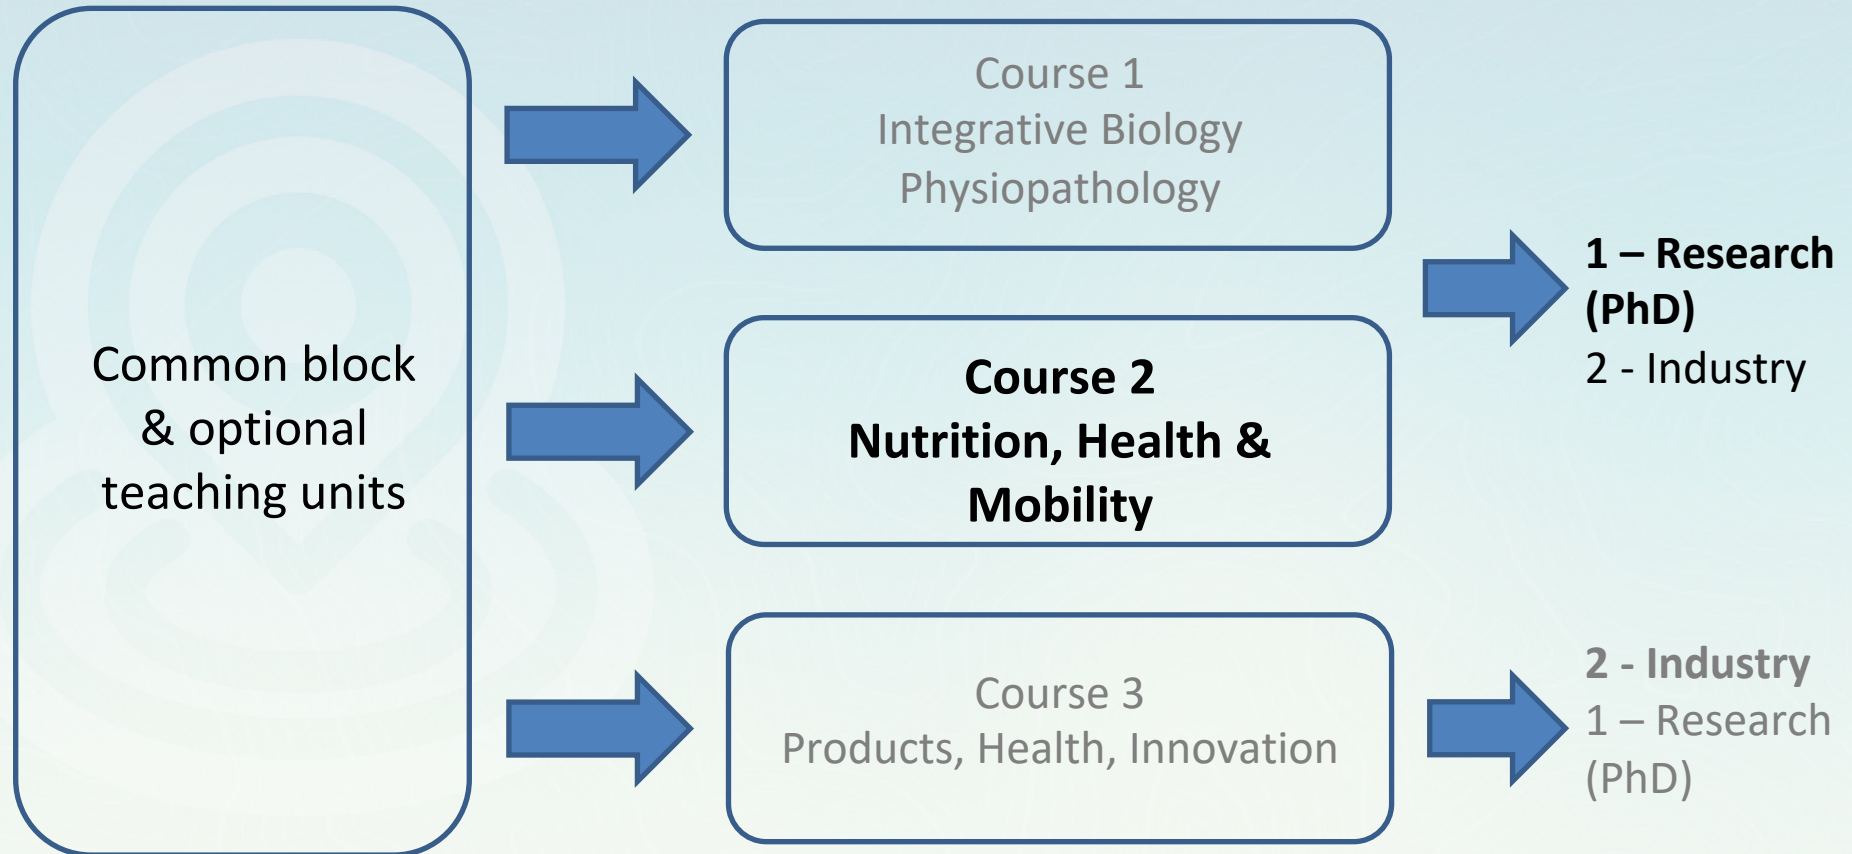 Common block
& optional
teaching units
Course 1
Integrative Biology
Physiopathology
Course 2
Nutrition, Health &
Mobility
Course 3
Products, Health, Innovation
1 – Research
(PhD)
2 - Industry
2 - Industry
1 – Research
(PhD)